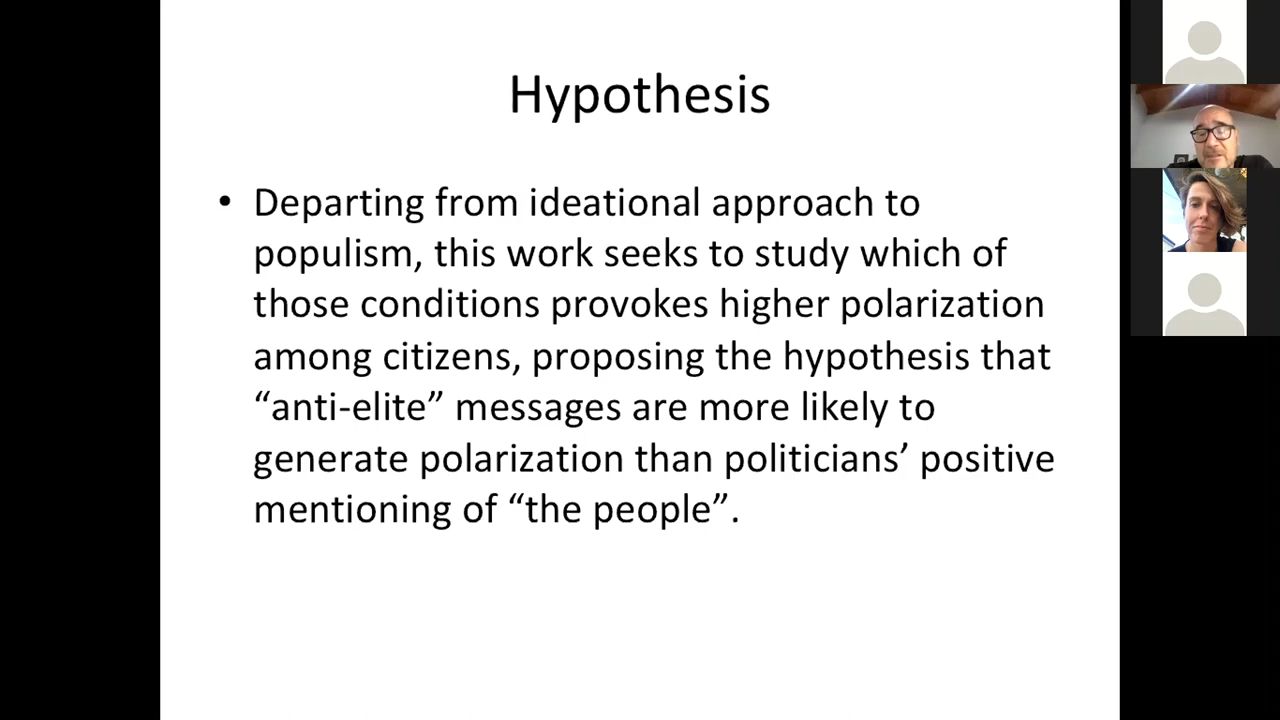 Hypothesis
• Departing from ideational approach to
populism, this work seeks to study which of
those conditions provokes higher polarization
among citizens, proposing the hypothesis that
“anti-elite” messages are more likely to
generate polarization than politicians’ positive
mentioning of “the people”.